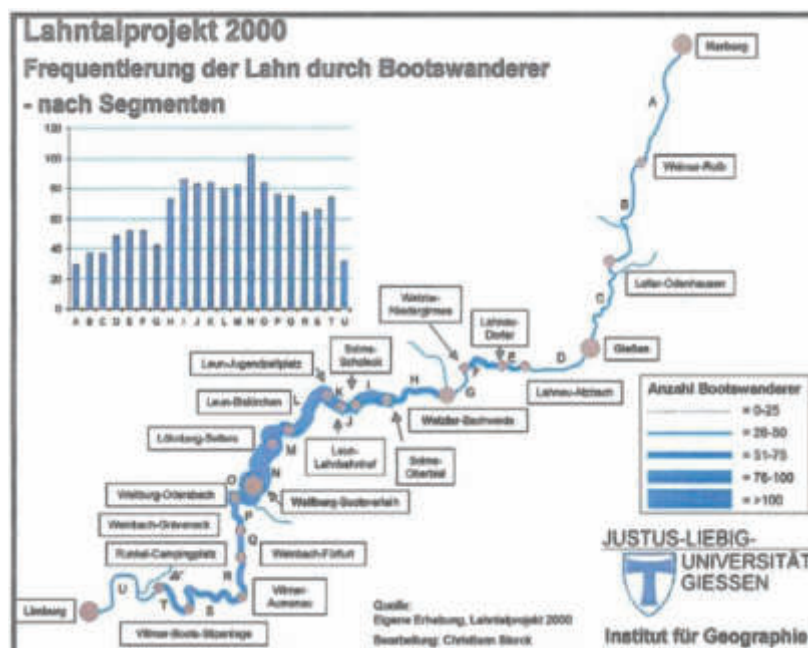 Lahntalprojekt 2000
Frequentierung der Lahn durch Bootswanderer
- nach Segmenten
120
100
80
60
40
20
0
A B C D E F G H I J K L M N O P Q R S T U
Marburg
A
Weimar-Roth
B
Lollar-Odenhausen
C
Gießen
D
Lahnau-Atzbach
E
Lahnau-Dorlar
F
Wetzlar-Niedergirmes
G
Wetzlar-Bachweide
H
Solms-Oberbiel
I
Solms-Schohleck
J
Leun-Lahnbahnhof
K
Leun-Jugendzeltplatz
L
Leun-Biskirchen
M
Löhnberg-Selters
N
Weilburg-Bootsverleih
O
Weilburg-Odersbach
P
Weinbach-Gräveneck
Q
Weinbach-Fürfurt
R
Villmar-Aumenau
S
Villmar-Boots-Slipanlage
T
Runkel-Campingplatz
U
Limburg
Anzahl Bootswanderer
= 0-25
= 26-50
= 51-75
= 76-100
= >100
Quelle:
Eigene Erhebung, Lahntalprojekt 2000
Bearbeitung: Christian Storck
JUSTUS-LIEBIG-
UNIVERSITÄT
GIESSEN
Institut für Geographie